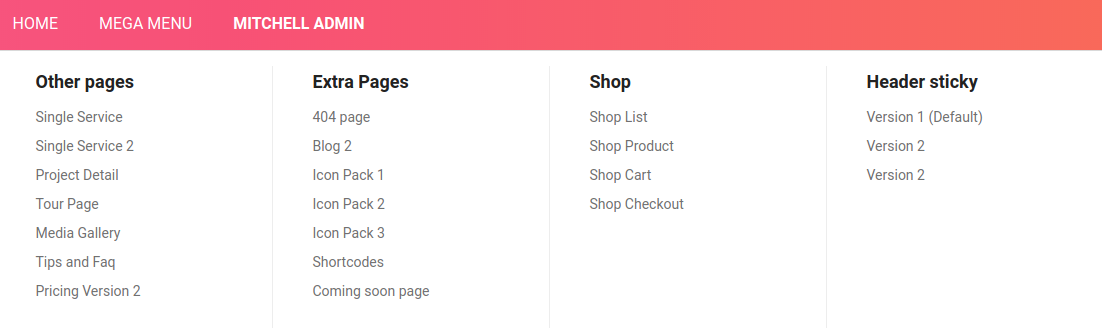 HOME MEGA MENU MITCHELL ADMIN
Other pages
Single Service
Single Service 2
Project Detail
Tour Page
Media Gallery
Tips and Faq
Pricing Version 2
Extra Pages
404 page
Blog 2
Icon Pack 1
Icon Pack 2
Icon Pack 3
Shortcodes
Coming soon page
Shop
Shop List
Shop Product
Shop Cart
Shop Checkout
Header sticky
Version 1 (Default)
Version 2
Version 2